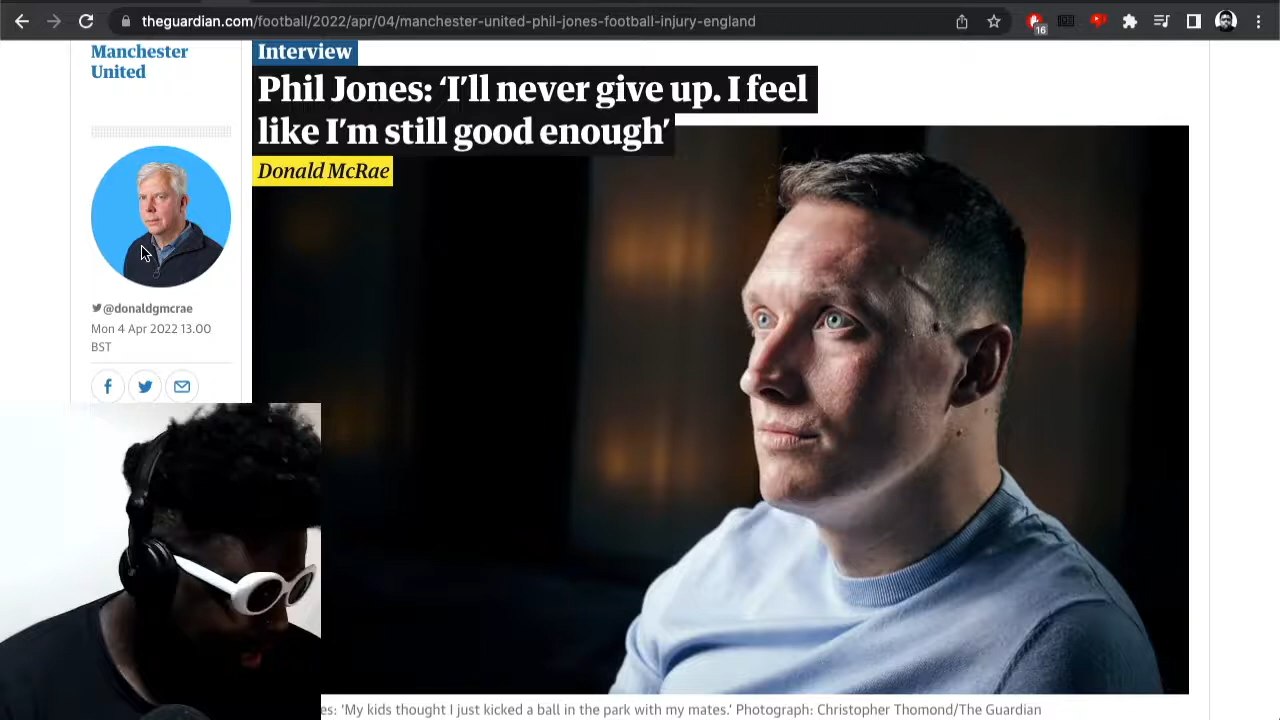 theguardian.com/football/2022/apr/04/manchester-united-phil-jones-football-injury-england
16
Manchester
United
Interview
Phil Jones: ‘I’ll never give up. I feel
like I’m still good enough’
Donald McRae
@donaldgmcrae
Mon 4 Apr 2022 13.00
BST
es: ‘My kids thought I just kicked a ball in the park with my mates.’ Photograph: Christopher Thomond/The Guardian